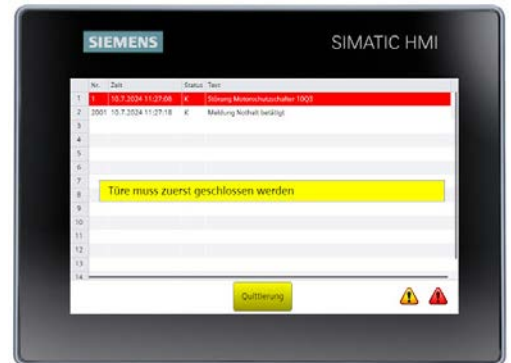 SIEMENS
SIMATIC HMI
Nr. Zeit Status Text
1 1 10.7.2024 11:27:08 K Störung Motorschutzschalter 10Q3
2 2001 10.7.2024 11:27:18 K Meldung Nothalt betätigt
3
4
5
6
7
8 Türe muss zuerst geschlossen werden
9
10
11
12
13
14
Quittierung